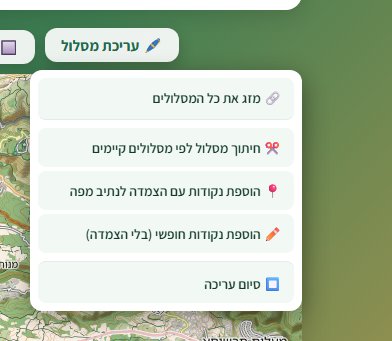 עריכת מסלול
מזג את כל המסלולים
חיתוך מסלול לפי מסלולים קיימים
הוספת נקודות עם הצמדה לנתיב מפה
הוספת נקודות חופשי (בלי הצמדה)
סיום עריכה